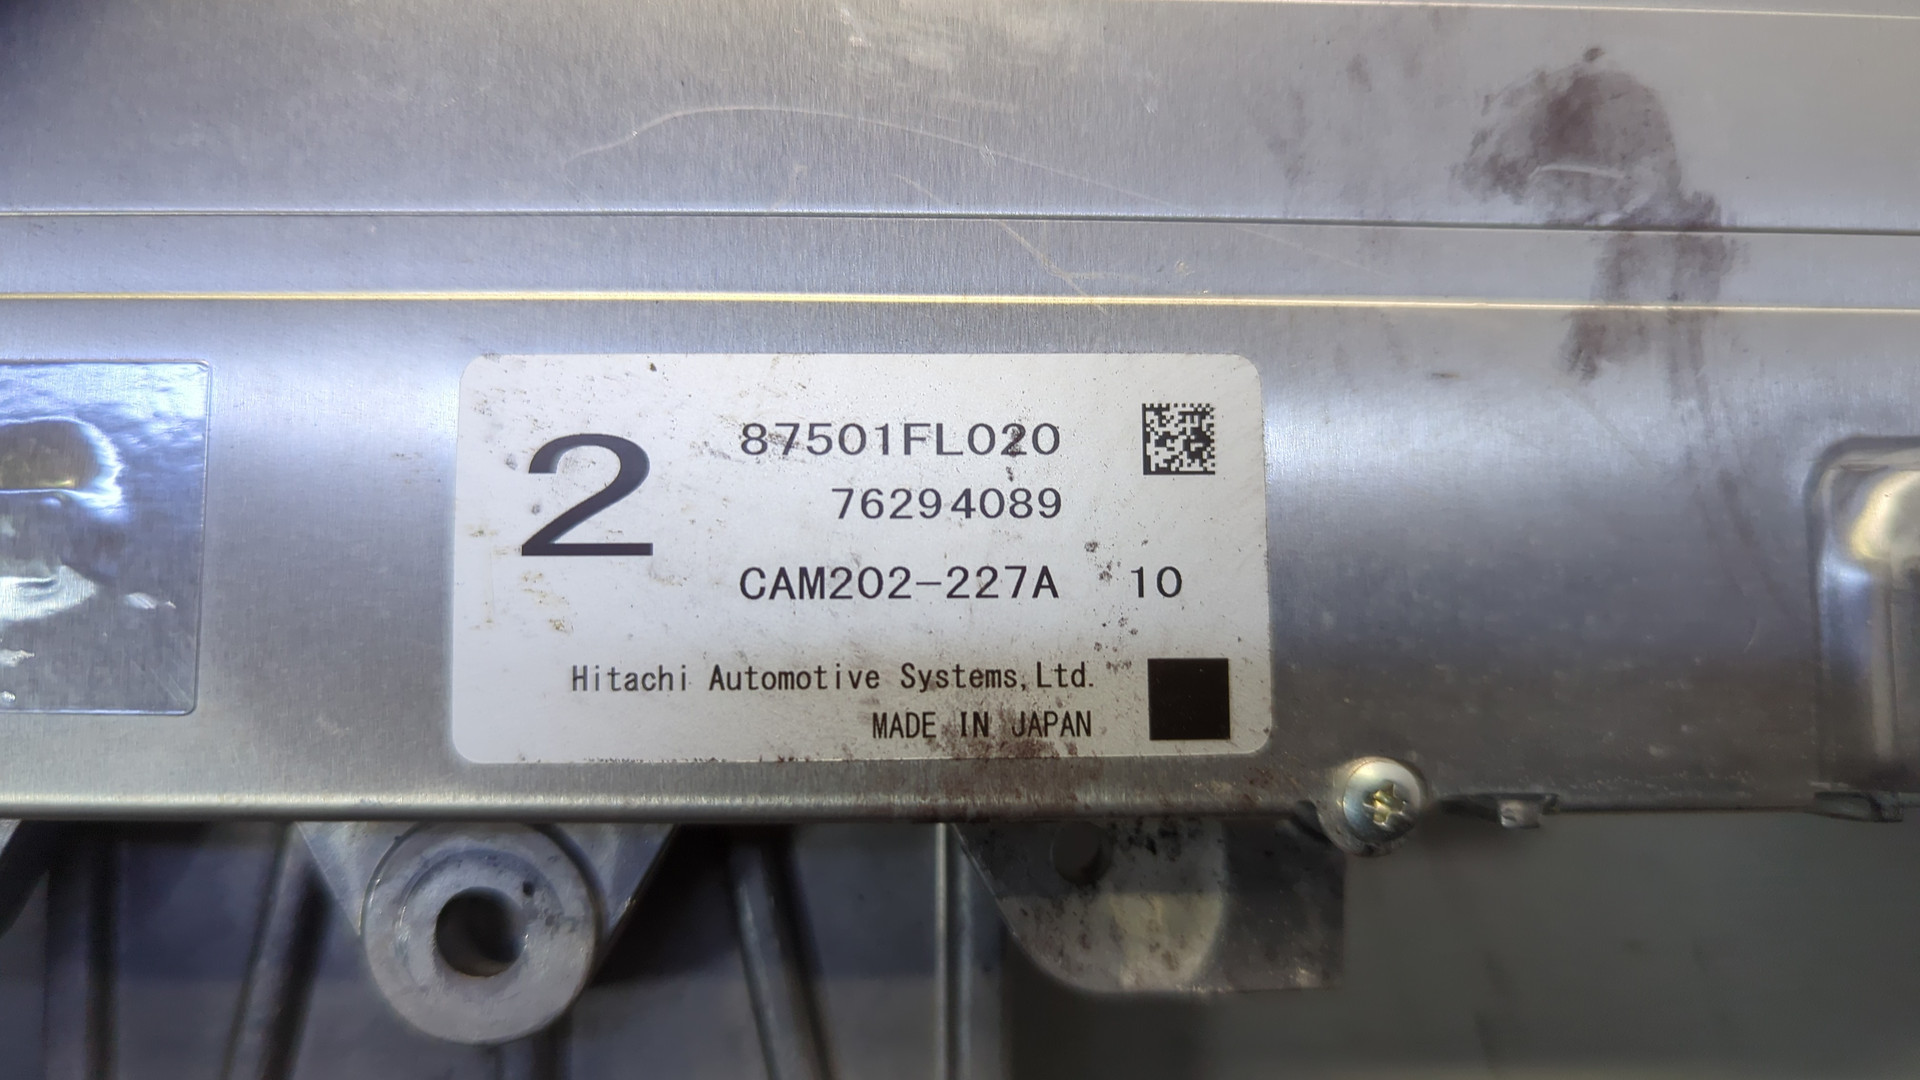 2
87501FL020
76294089
CAM202-227A 10
Hitachi Automotive Systems,Ltd.
MADE IN JAPAN